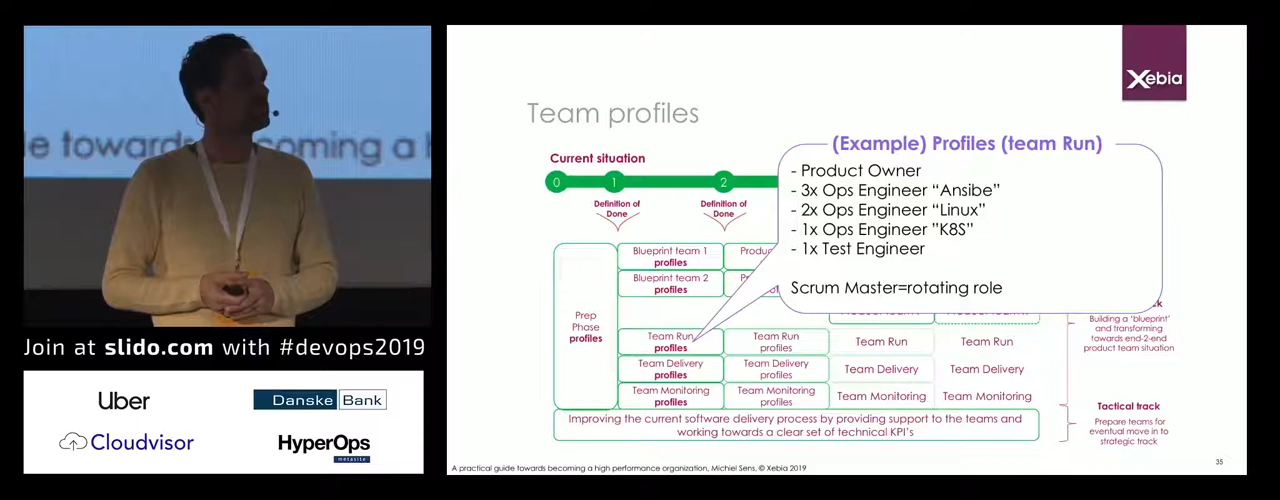 le towards
coming a h
Join at slido.com with #devops2019
Uber
Danske Bank
Cloudvisor
HyperOps
metasite
Xebia
Team profiles
(Example) Profiles (team Run)
- Product Owner
- 3x Ops Engineer “Ansibe”
- 2x Ops Engineer “Linux”
- 1x Ops Engineer “K8S”
- 1x Test Engineer
Scrum Master=rotating role
Current situation
0 1 2
Definition of
Done
Definition of
Done
Prep
Phase
profiles
Blueprint team 1
profiles
Blueprint team 2
profiles
Team Run
profiles
Team Run
profiles
Team Run
Team Run
Team Delivery
profiles
Team Delivery
profiles
Team Delivery
Team Delivery
Team Monitoring
profiles
Team Monitoring
profiles
Team Monitoring
Team Monitoring
Improving the current software delivery process by providing support to the teams and
working towards a clear set of technical KPI’s
Building a ‘blueprint’
and transforming
towards end-2-end
product team situation
Tactical track
Prepare teams for
eventual move in to
strategic track
A practical guide towards becoming a high performance organization, Michiel Sens, © Xebia 2019
35